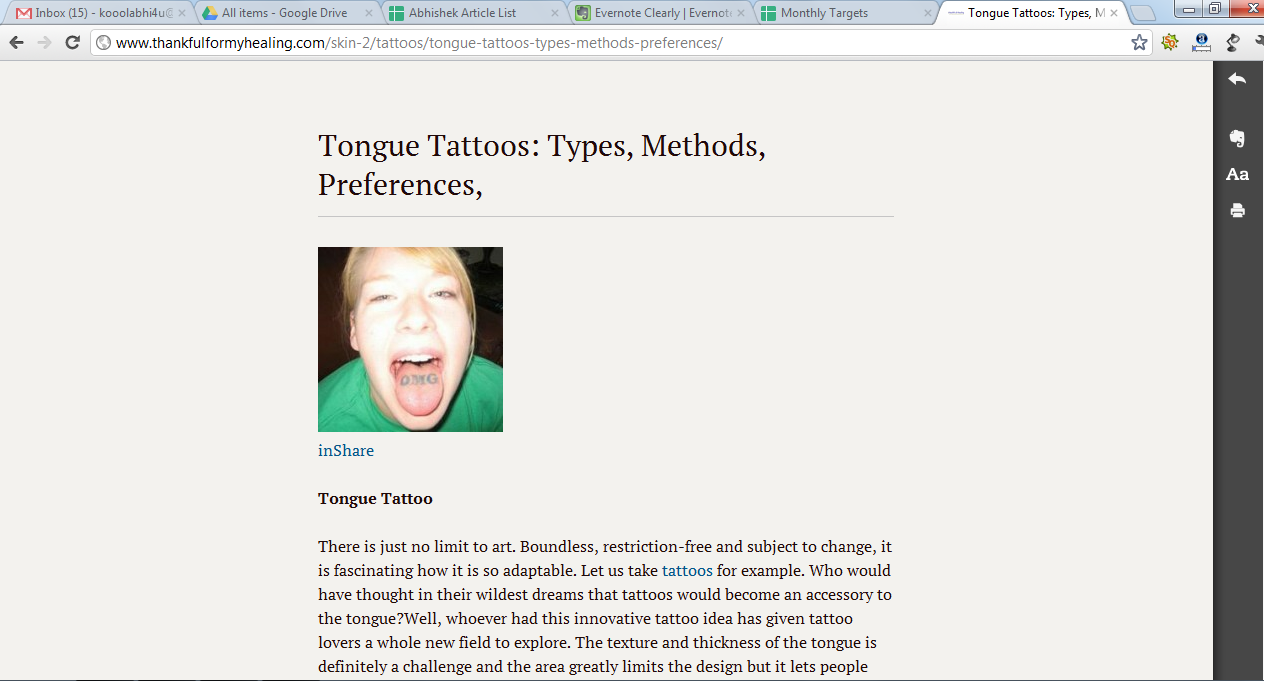 Inbox (15) - kooolabhi4u@
All items - Google Drive
Abhishek Article List
Evernote Clearly | Evernote
Monthly Targets
Tongue Tattoos: Types, M
www.thankfulformyhealing.com/skin-2/tattoos/tongue-tattoos-types-methods-preferences/
Aa
Tongue Tattoos: Types, Methods,
Preferences,
OMG
inShare
Tongue Tattoo
There is just no limit to art. Boundless, restriction-free and subject to change, it
is fascinating how it is so adaptable. Let us take tattoos for example. Who would
have thought in their wildest dreams that tattoos would become an accessory to
the tongue?Well, whoever had this innovative tattoo idea has given tattoo
lovers a whole new field to explore. The texture and thickness of the tongue is
definitely a challenge and the area greatly limits the design but it lets people